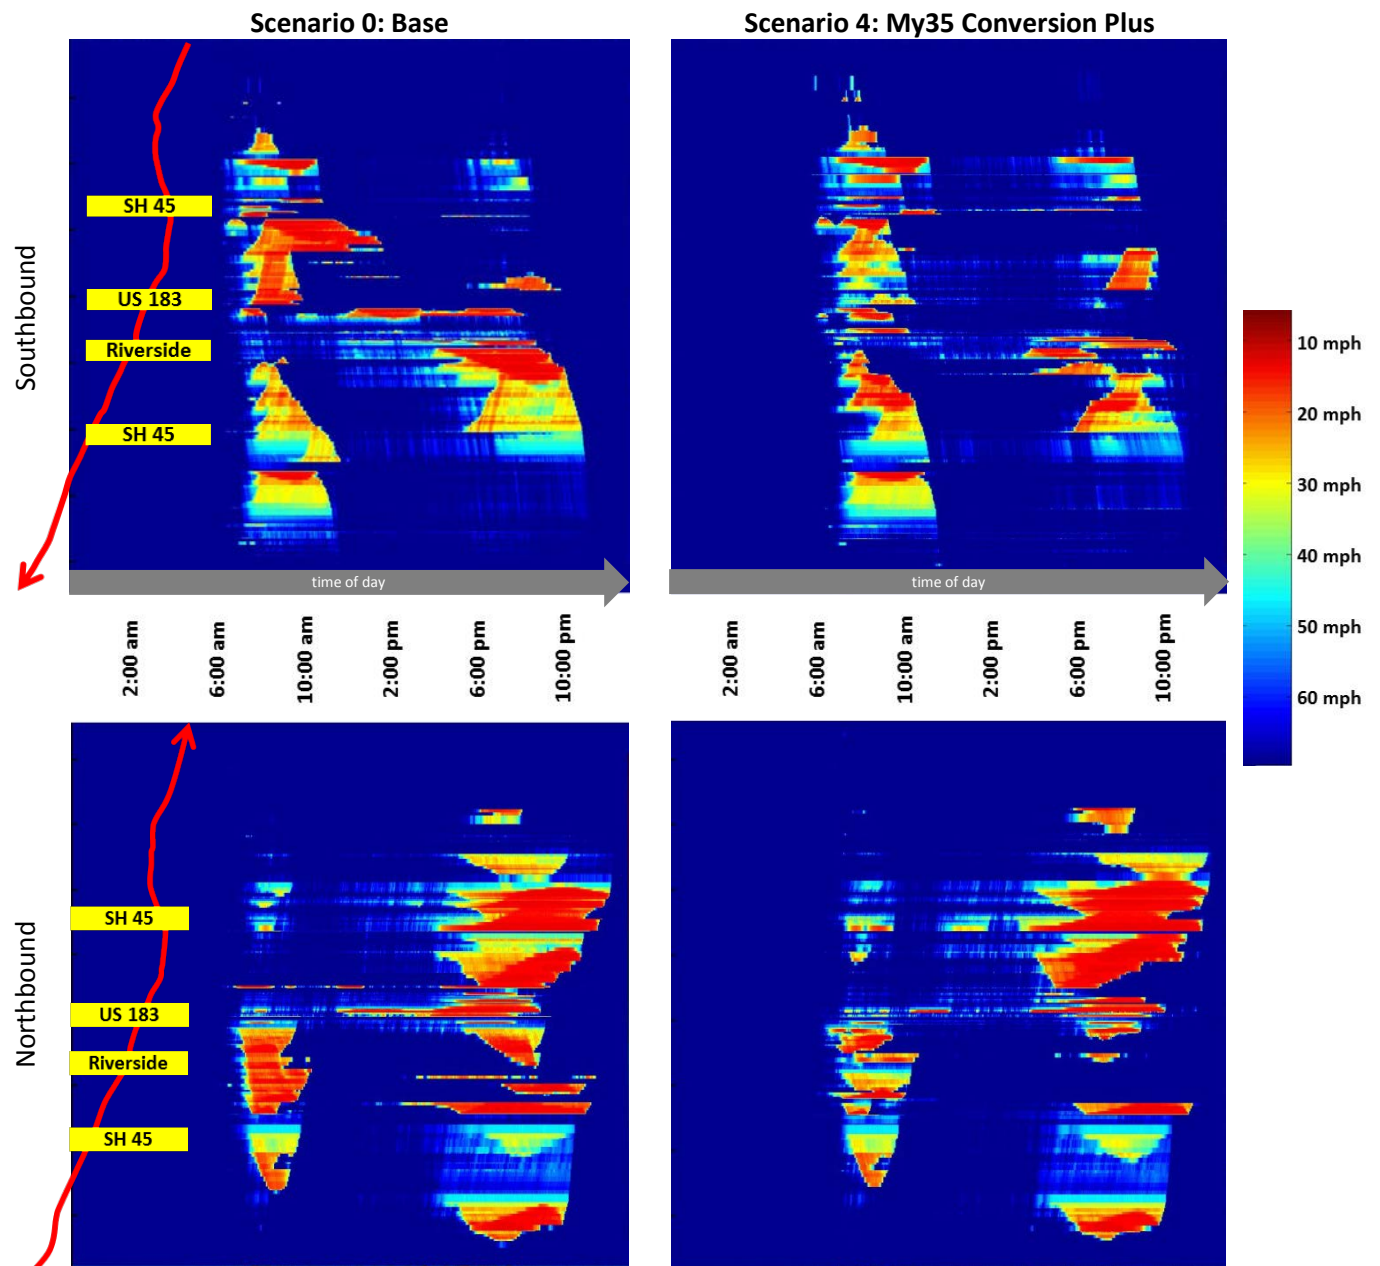 Scenario 0: Base
Scenario 4: My35 Conversion Plus
Southbound
SH 45
US 183
Riverside
SH 45
time of day
time of day
10 mph
20 mph
30 mph
40 mph
50 mph
60 mph
2:00 am
6:00 am
10:00 am
2:00 pm
6:00 pm
10:00 pm
2:00 am
6:00 am
10:00 am
2:00 pm
6:00 pm
10:00 pm
Northbound
SH 45
US 183
Riverside
SH 45